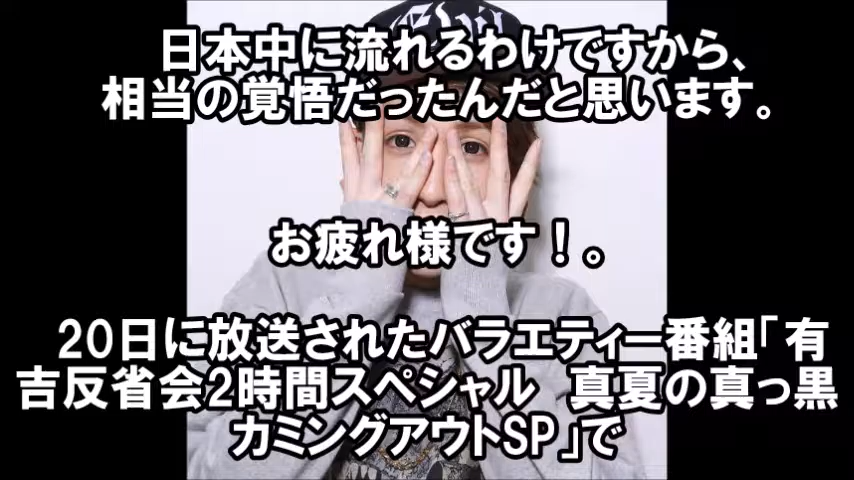 日本中に流れるわけですから、
相当の覚悟だったんだと思います。
お疲れ様です！。
20日に放送されたバラエティー番組｢有
吉反省会2時間スペシャル　真夏の真っ黒
カミングアウトSP｣で